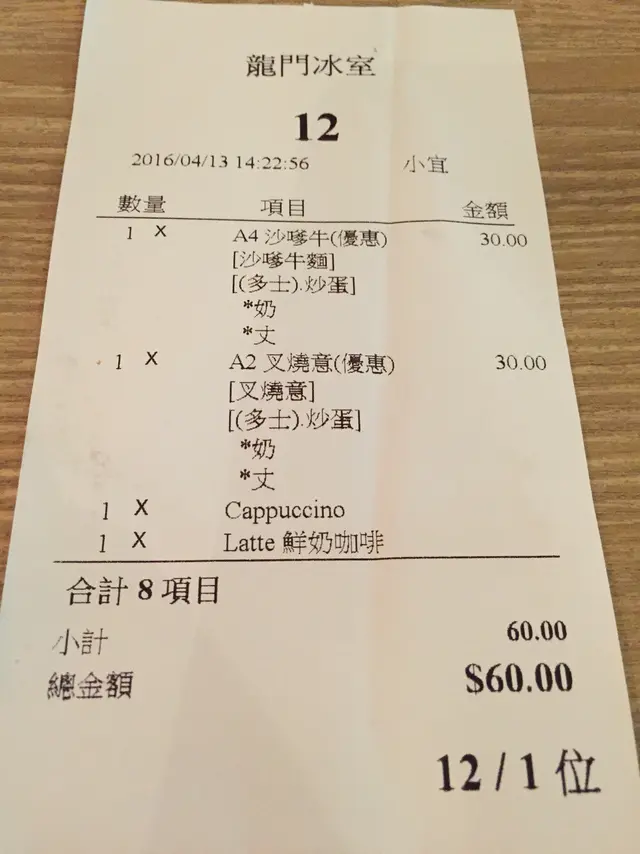 龍門冰室
12
2016/04/13 14:22:56 小宜
數量 項目 金額
1 X A4 沙嗲牛(優惠) 30.00
[沙嗲牛麵]
[(多士).炒蛋]
*奶
*丈
1 X A2 叉燒意(優惠) 30.00
[叉燒意]
[(多士).炒蛋]
*奶
*丈
1 X Cappuccino
1 X Latte 鮮奶咖啡
合計 8 項目
小計 60.00
總金額 $60.00
12 / 1 位